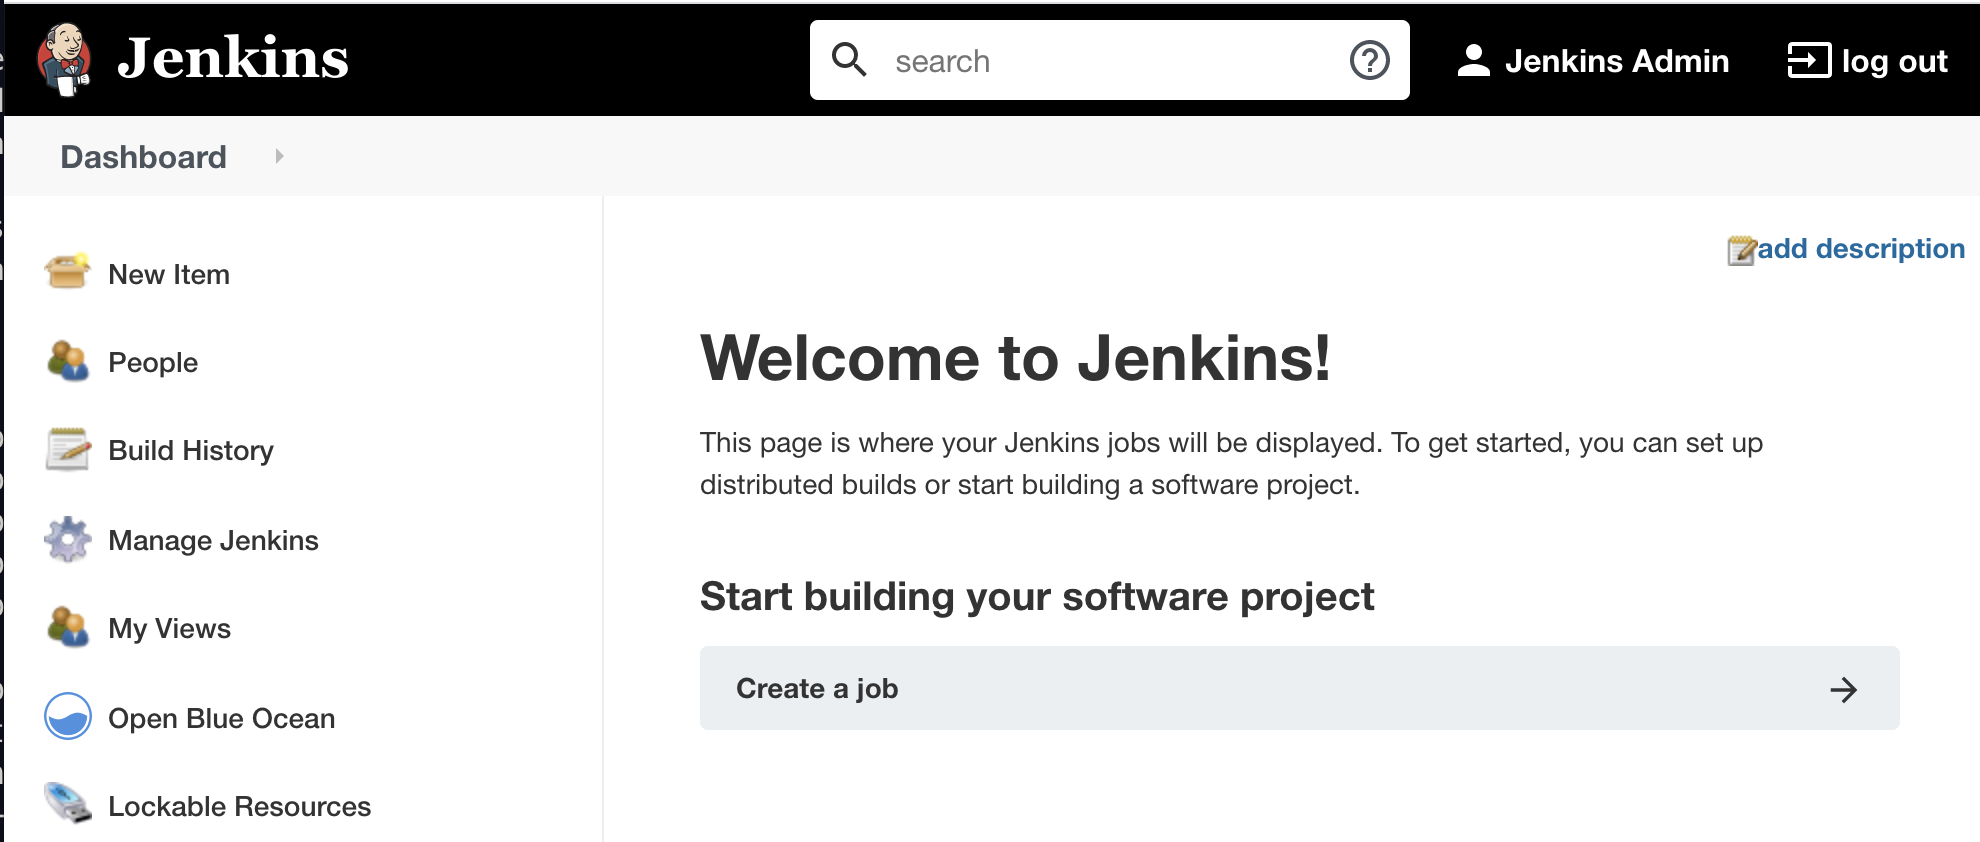 Jenkins
search
Jenkins Admin
log out
Dashboard
New Item
People
Build History
Manage Jenkins
My Views
Open Blue Ocean
Lockable Resources
add description
Welcome to Jenkins!
This page is where your Jenkins jobs will be displayed. To get started, you can set up
distributed builds or start building a software project.
Start building your software project
Create a job